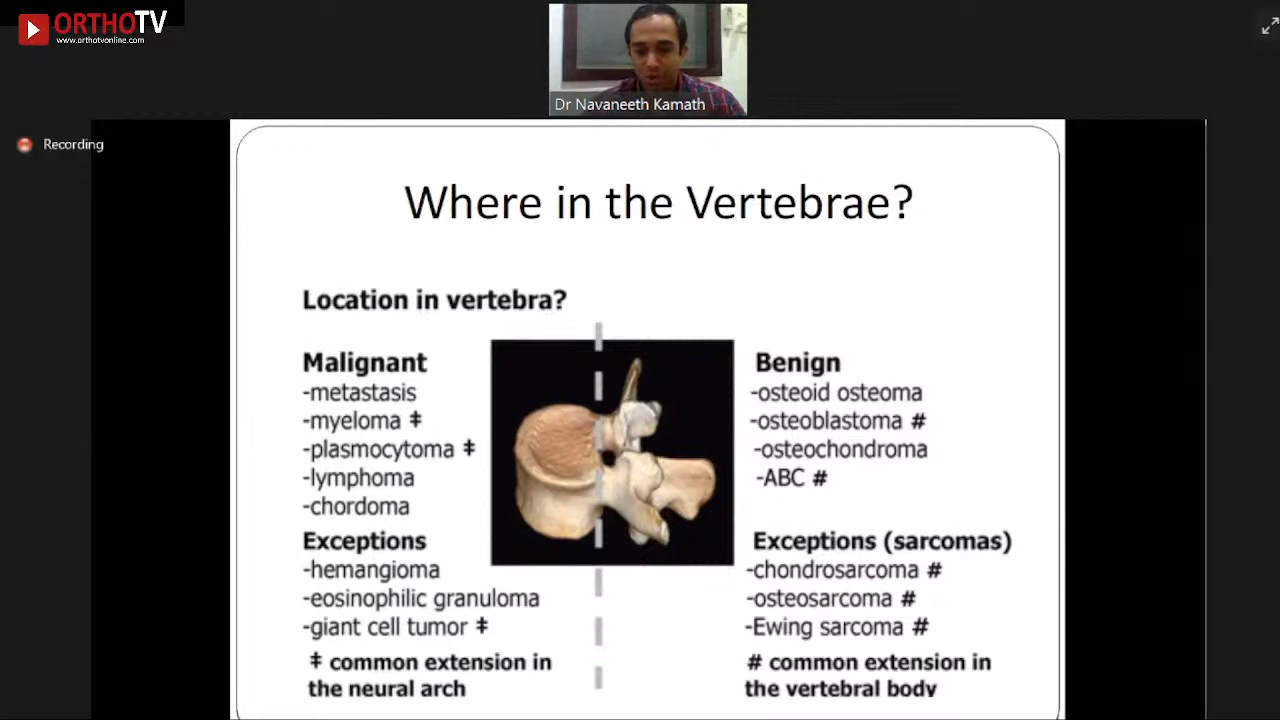 ORTHOTV
www.orthotvonline.com
Dr Navaneeth Kamath
Recording
Where in the Vertebrae?
Location in vertebra?
Malignant
-metastasis
-myeloma ‡
-plasmocytoma ‡
-lymphoma
-chordoma
Exceptions
-hemangioma
-eosinophilic granuloma
-giant cell tumor ‡
‡ common extension in
the neural arch
Benign
-osteoid osteoma
-osteoblastoma #
-osteochondroma
-ABC #
Exceptions (sarcomas)
-chondrosarcoma #
-osteosarcoma #
-Ewing sarcoma #
# common extension in
the vertebral body